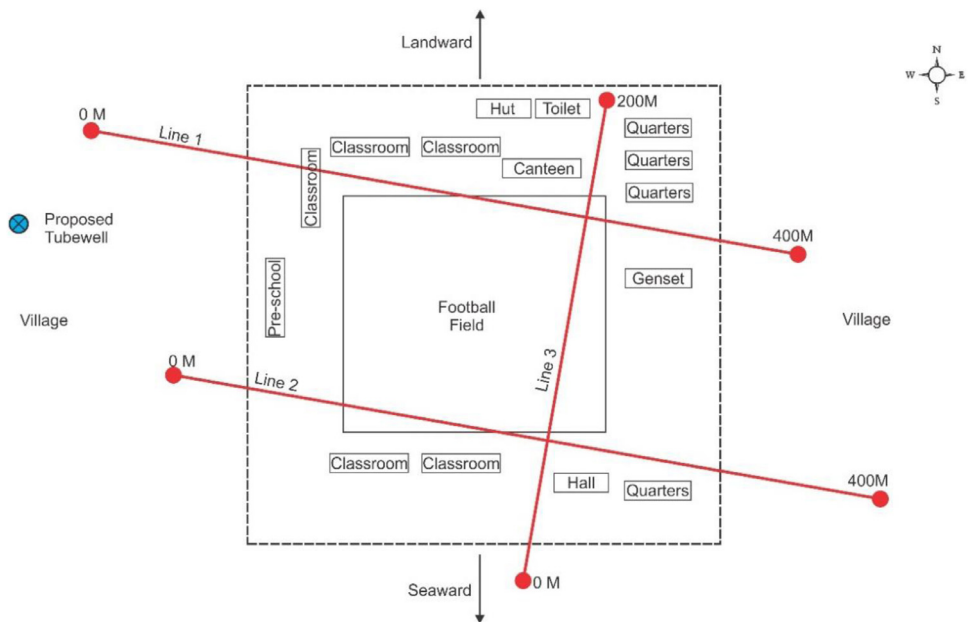 Landward
N
W E
S
0 M
Line 1
Hut
Toilet
200M
Quarters
Classroom
Classroom
Classroom
Canteen
Quarters
Quarters
Proposed
Tubewell
400M
Genset
Pre-school
Football
Field
Village
Village
0 M
Line 2
Line 3
Classroom
Classroom
Hall
Quarters
400M
0 M
Seaward